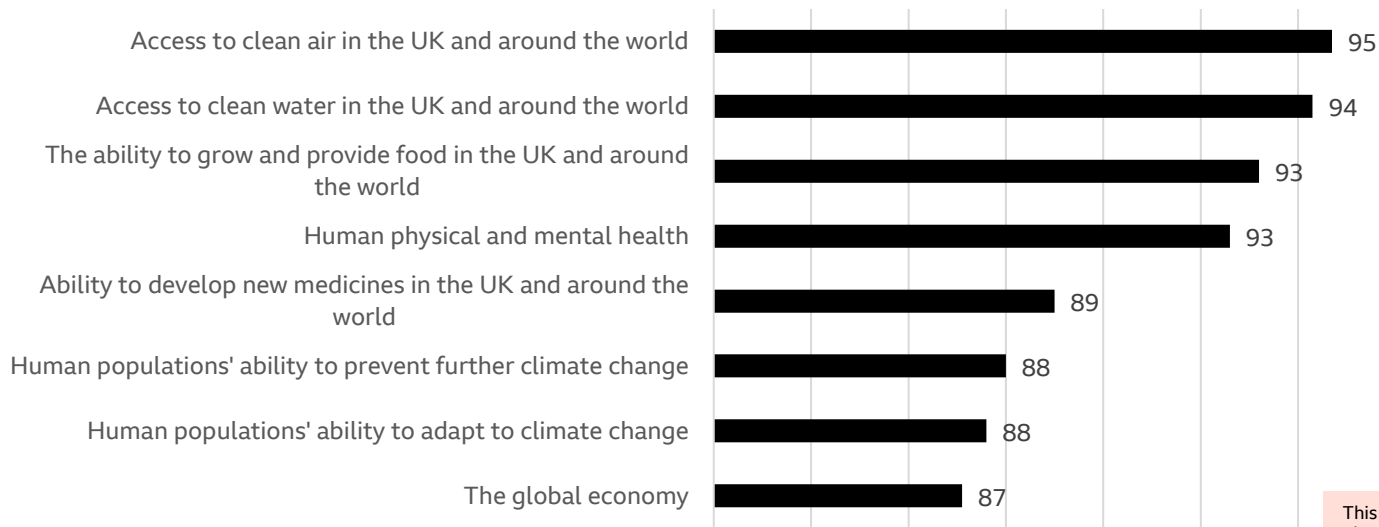 Access to clean air in the UK and around the world 95
Access to clean water in the UK and around the world 94
The ability to grow and provide food in the UK and around
the world 93
Human physical and mental health 93
Ability to develop new medicines in the UK and around the
world 89
Human populations' ability to prevent further climate change 88
Human populations' ability to adapt to climate change 88
The global economy 87
This